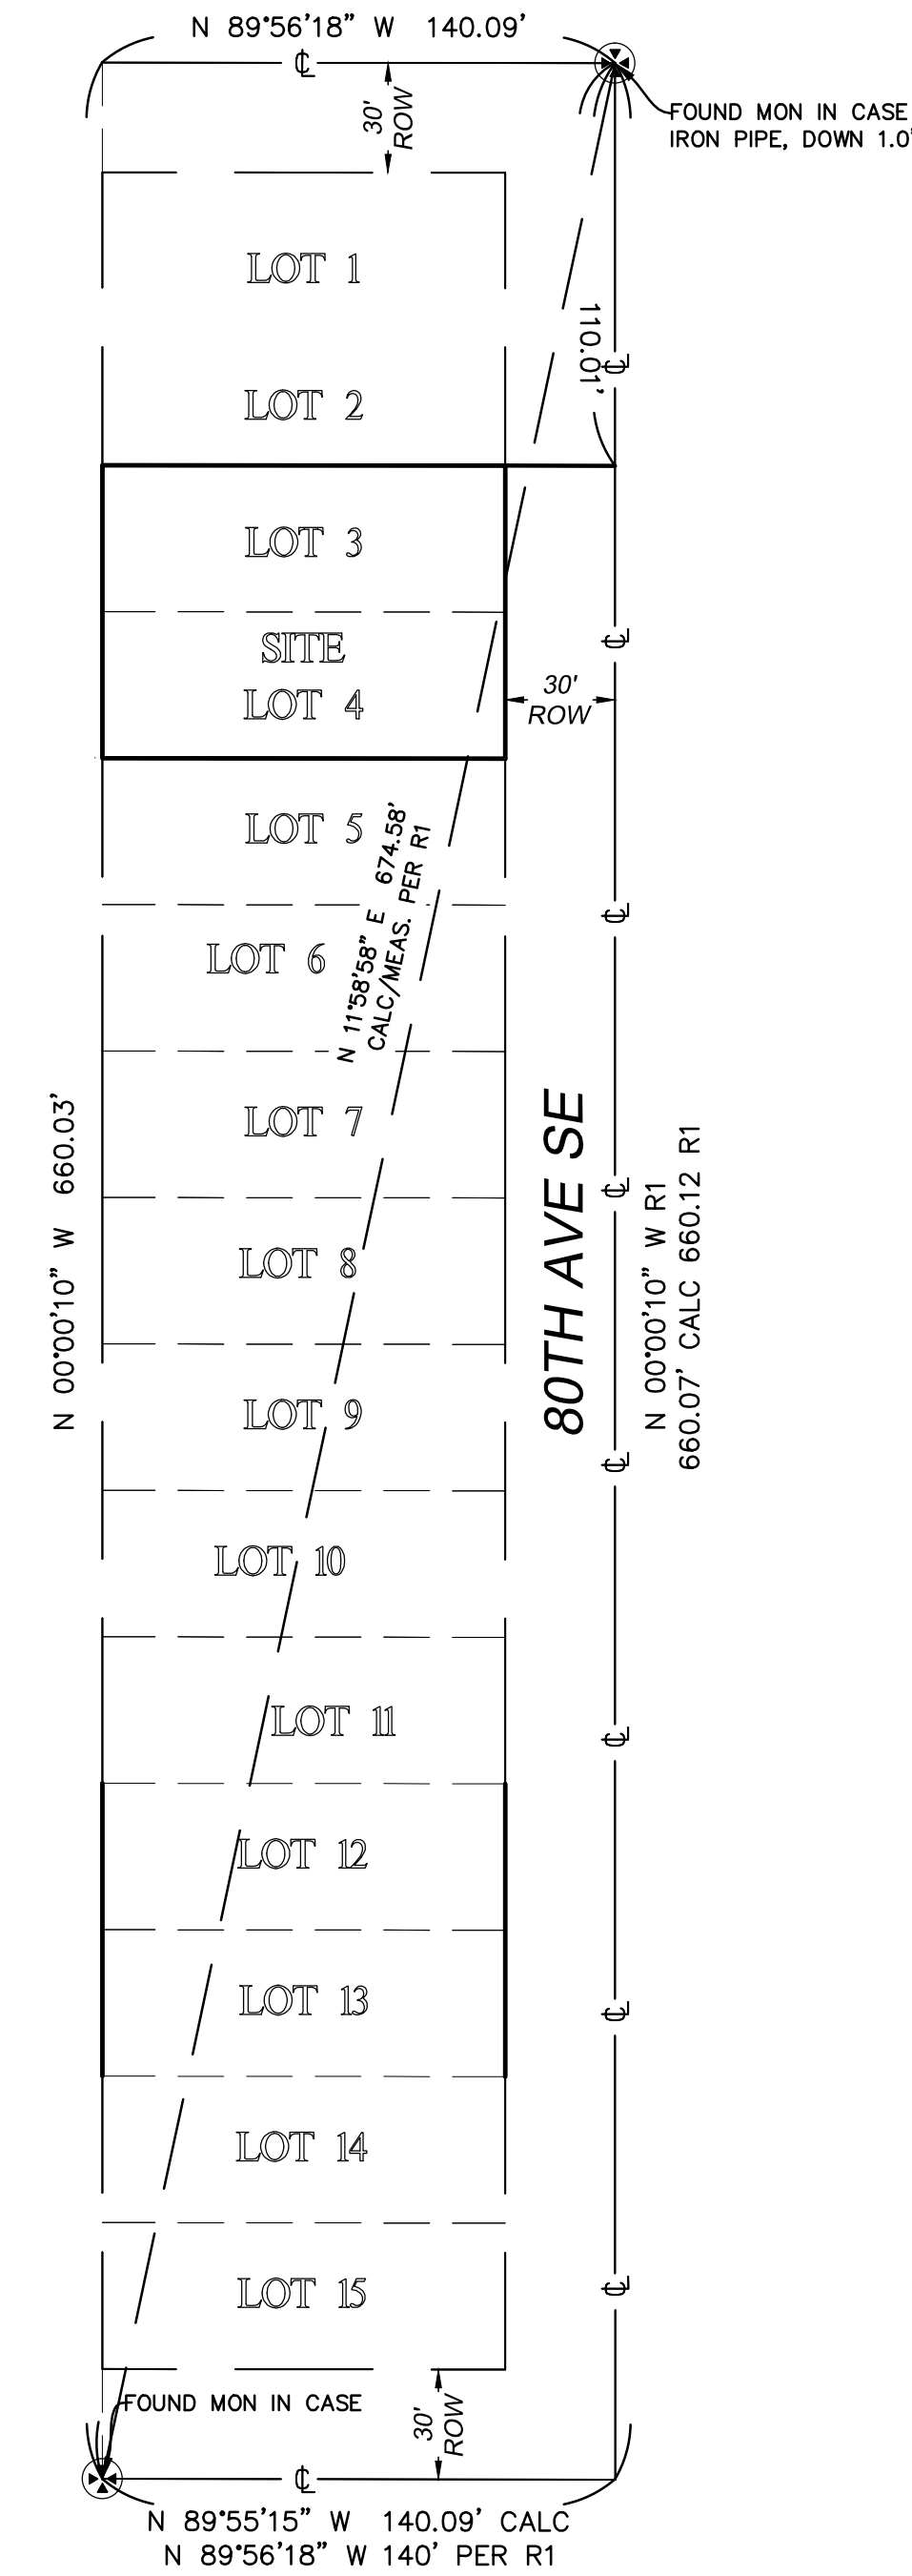 N 89°56'18" W 140.09'
℄
30'
ROW
FOUND MON IN CASE
IRON PIPE, DOWN 1.0'
LOT 1
110.01'
℄
LOT 2
LOT 3
SITE
℄
LOT 4
30'
ROW
LOT 5
N 11°58'58" E 674.58'
CALC/MEAS. PER R1
℄
LOT 6
LOT 7
N 00°00'10" W 660.03'
80TH AVE SE
℄
N 00°00'10" W R1
660.07' CALC 660.12 R1
LOT 8
LOT 9
℄
LOT 10
LOT 11
℄
LOT 12
LOT 13
℄
LOT 14
LOT 15
℄
FOUND MON IN CASE
30'
ROW
℄
N 89°55'15" W 140.09' CALC
N 89°56'18" W 140' PER R1